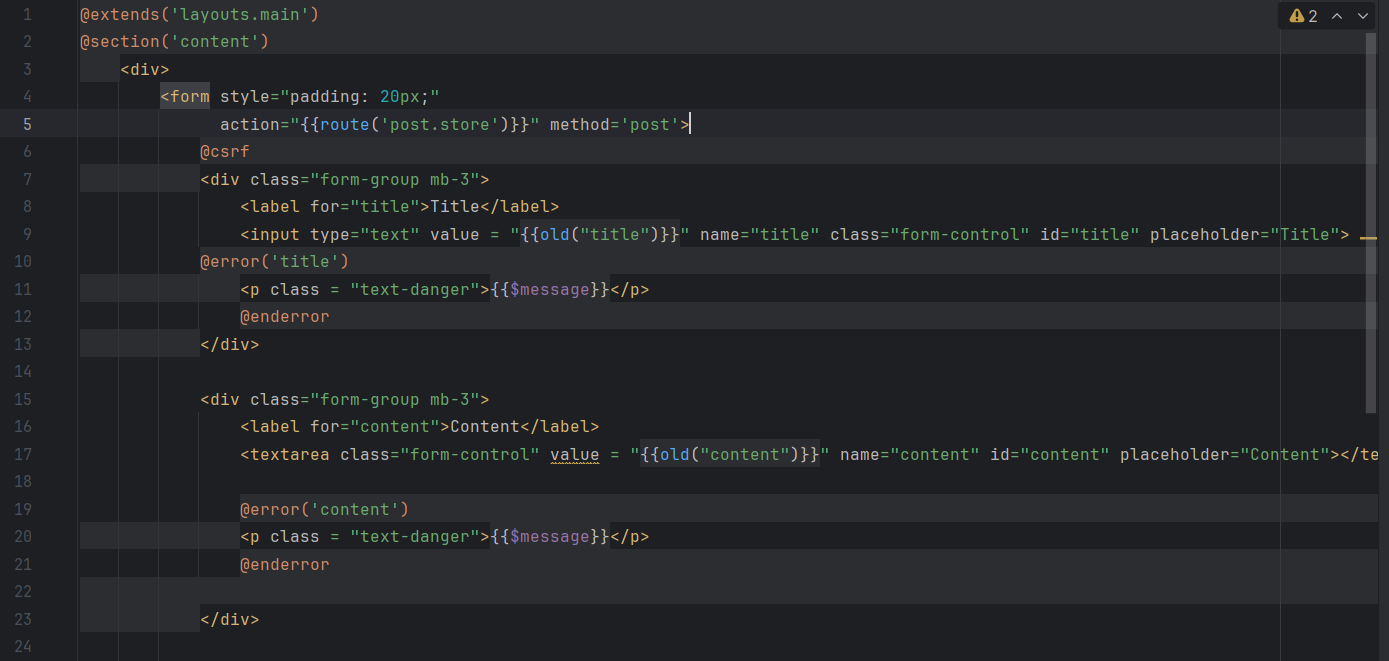 2
1 @extends('layouts.main')
2 @section('content')
3 <div>
4 <form style="padding: 20px;"
5 action="{{route('post.store')}}" method='post'>
6 @csrf
7 <div class="form-group mb-3">
8 <label for="title">Title</label>
9 <input type="text" value = "{{old("title")}}" name="title" class="form-control" id="title" placeholder="Title">
10 @error('title')
11 <p class = "text-danger">{{$message}}</p>
12 @enderror
13 </div>
14
15 <div class="form-group mb-3">
16 <label for="content">Content</label>
17 <textarea class="form-control" value = "{{old("content")}}" name="content" id="content" placeholder="Content"></te
18
19 @error('content')
20 <p class = "text-danger">{{$message}}</p>
21 @enderror
22
23 </div>
24